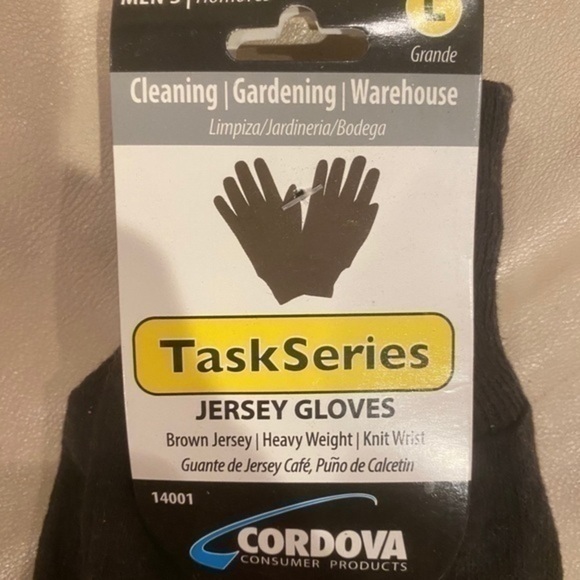 MEN'S | Hombres
L
Grande
Cleaning | Gardening | Warehouse
Limpiza/Jardineria/Bodega
TaskSeries
JERSEY GLOVES
Brown Jersey | Heavy Weight | Knit Wrist
Guante de Jersey Café, Puño de Calcetin
14001
CORDOVA
CONSUMER PRODUCTS